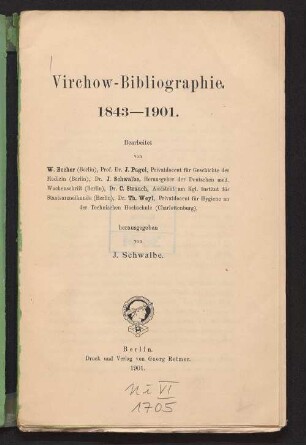 Virchow-Bibliographie.
1843—1901.
Bearbeitet
von
W. Becher (Berlin), Prof. Dr. J. Pagel, Privatdocent für Geschichte der
Medizin (Berlin), Dr. J. Schwalbe, Herausgeber der Deutschen med.
Wochenschrift (Berlin), Dr. C. Strauch, Assistent am Kgl. Institut für
Staatsarzneikunde (Berlin), Dr. Th. Weyl, Privatdocent für Hygiene an
der Technischen Hochschule (Charlottenburg).
herausgegeben
von
J. Schwalbe.
Berlin.
Druck und Verlag von Georg Reimer.
1901.
Ni VI
1705